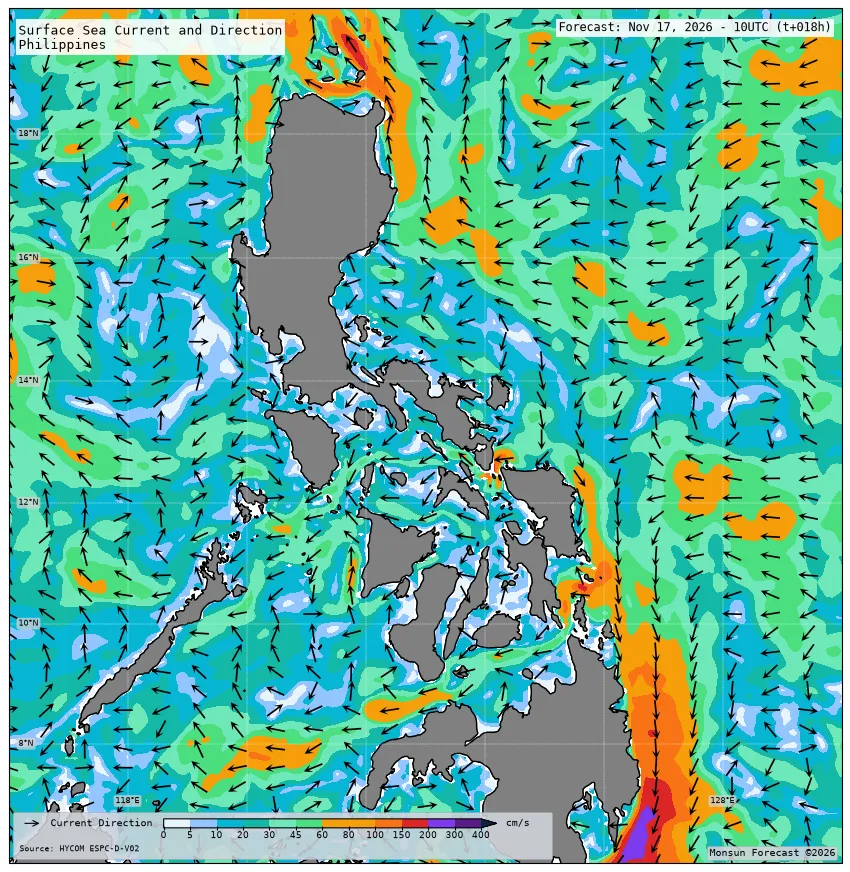 Surface Sea Current and Direction
Philippines
Forecast: Nov 17, 2026 - 10UTC (t+018h)
18°N
16°N
14°N
12°N
10°N
8°N
118°E
128°E
Current Direction
0 5 10 20 30 45 60 80 100 150 200 300 400
cm/s
Source: HYCOM ESPC-D-V02
Monsun Forecast ©2026